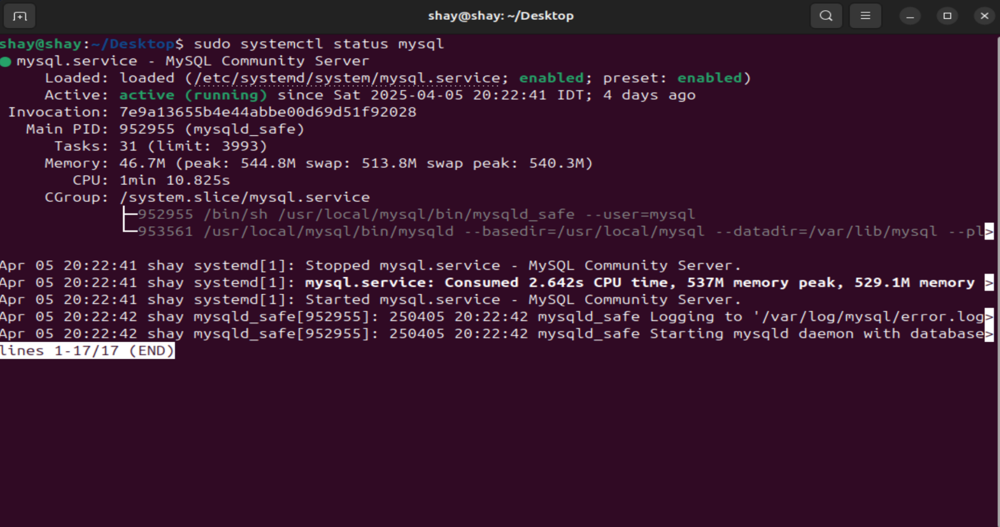 shay@shay: ~/Desktop
shay@shay:~/Desktop$ sudo systemctl status mysql
● mysql.service - MySQL Community Server
Loaded: loaded (/etc/systemd/system/mysql.service; enabled; preset: enabled)
Active: active (running) since Sat 2025-04-05 20:22:41 IDT; 4 days ago
Invocation: 7e9a13655b4e44abbe00d69d51f92028
Main PID: 952955 (mysqld_safe)
Tasks: 31 (limit: 3993)
Memory: 46.7M (peak: 544.8M swap: 513.8M swap peak: 540.3M)
CPU: 1min 10.825s
CGroup: /system.slice/mysql.service
├─952955 /bin/sh /usr/local/mysql/bin/mysqld_safe --user=mysql
└─953561 /usr/local/mysql/bin/mysqld --basedir=/usr/local/mysql --datadir=/var/lib/mysql --pl>
Apr 05 20:22:41 shay systemd[1]: Stopped mysql.service - MySQL Community Server.
Apr 05 20:22:41 shay systemd[1]: mysql.service: Consumed 2.642s CPU time, 537M memory peak, 529.1M memory >
Apr 05 20:22:41 shay systemd[1]: Started mysql.service - MySQL Community Server.
Apr 05 20:22:42 shay mysqld_safe[952955]: 250405 20:22:42 mysqld_safe Logging to '/var/log/mysql/error.log>
Apr 05 20:22:42 shay mysqld_safe[952955]: 250405 20:22:42 mysqld_safe Starting mysqld daemon with database>
lines 1-17/17 (END)